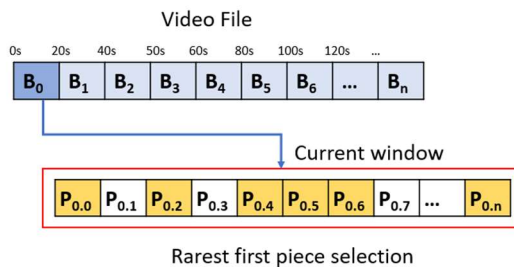 Video File
0s 20s 40s 50s 60s 80s 100s 120s ...
B0 B1 B2 B3 B4 B5 B6 ... Bn
Current window
P0.0 P0.1 P0.2 P0.3 P0.4 P0.5 P0.6 P0.7 ... P0.n
Rarest first piece selection